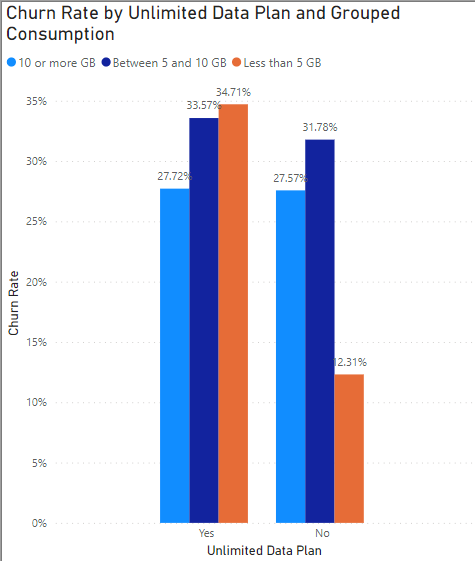 Churn Rate by Unlimited Data Plan and Grouped
Consumption
10 or more GB Between 5 and 10 GB Less than 5 GB
35%
30%
25%
20%
15%
10%
5%
0%
Churn Rate
27.72%
33.57%
34.71%
27.57%
31.78%
12.31%
Yes No
Unlimited Data Plan